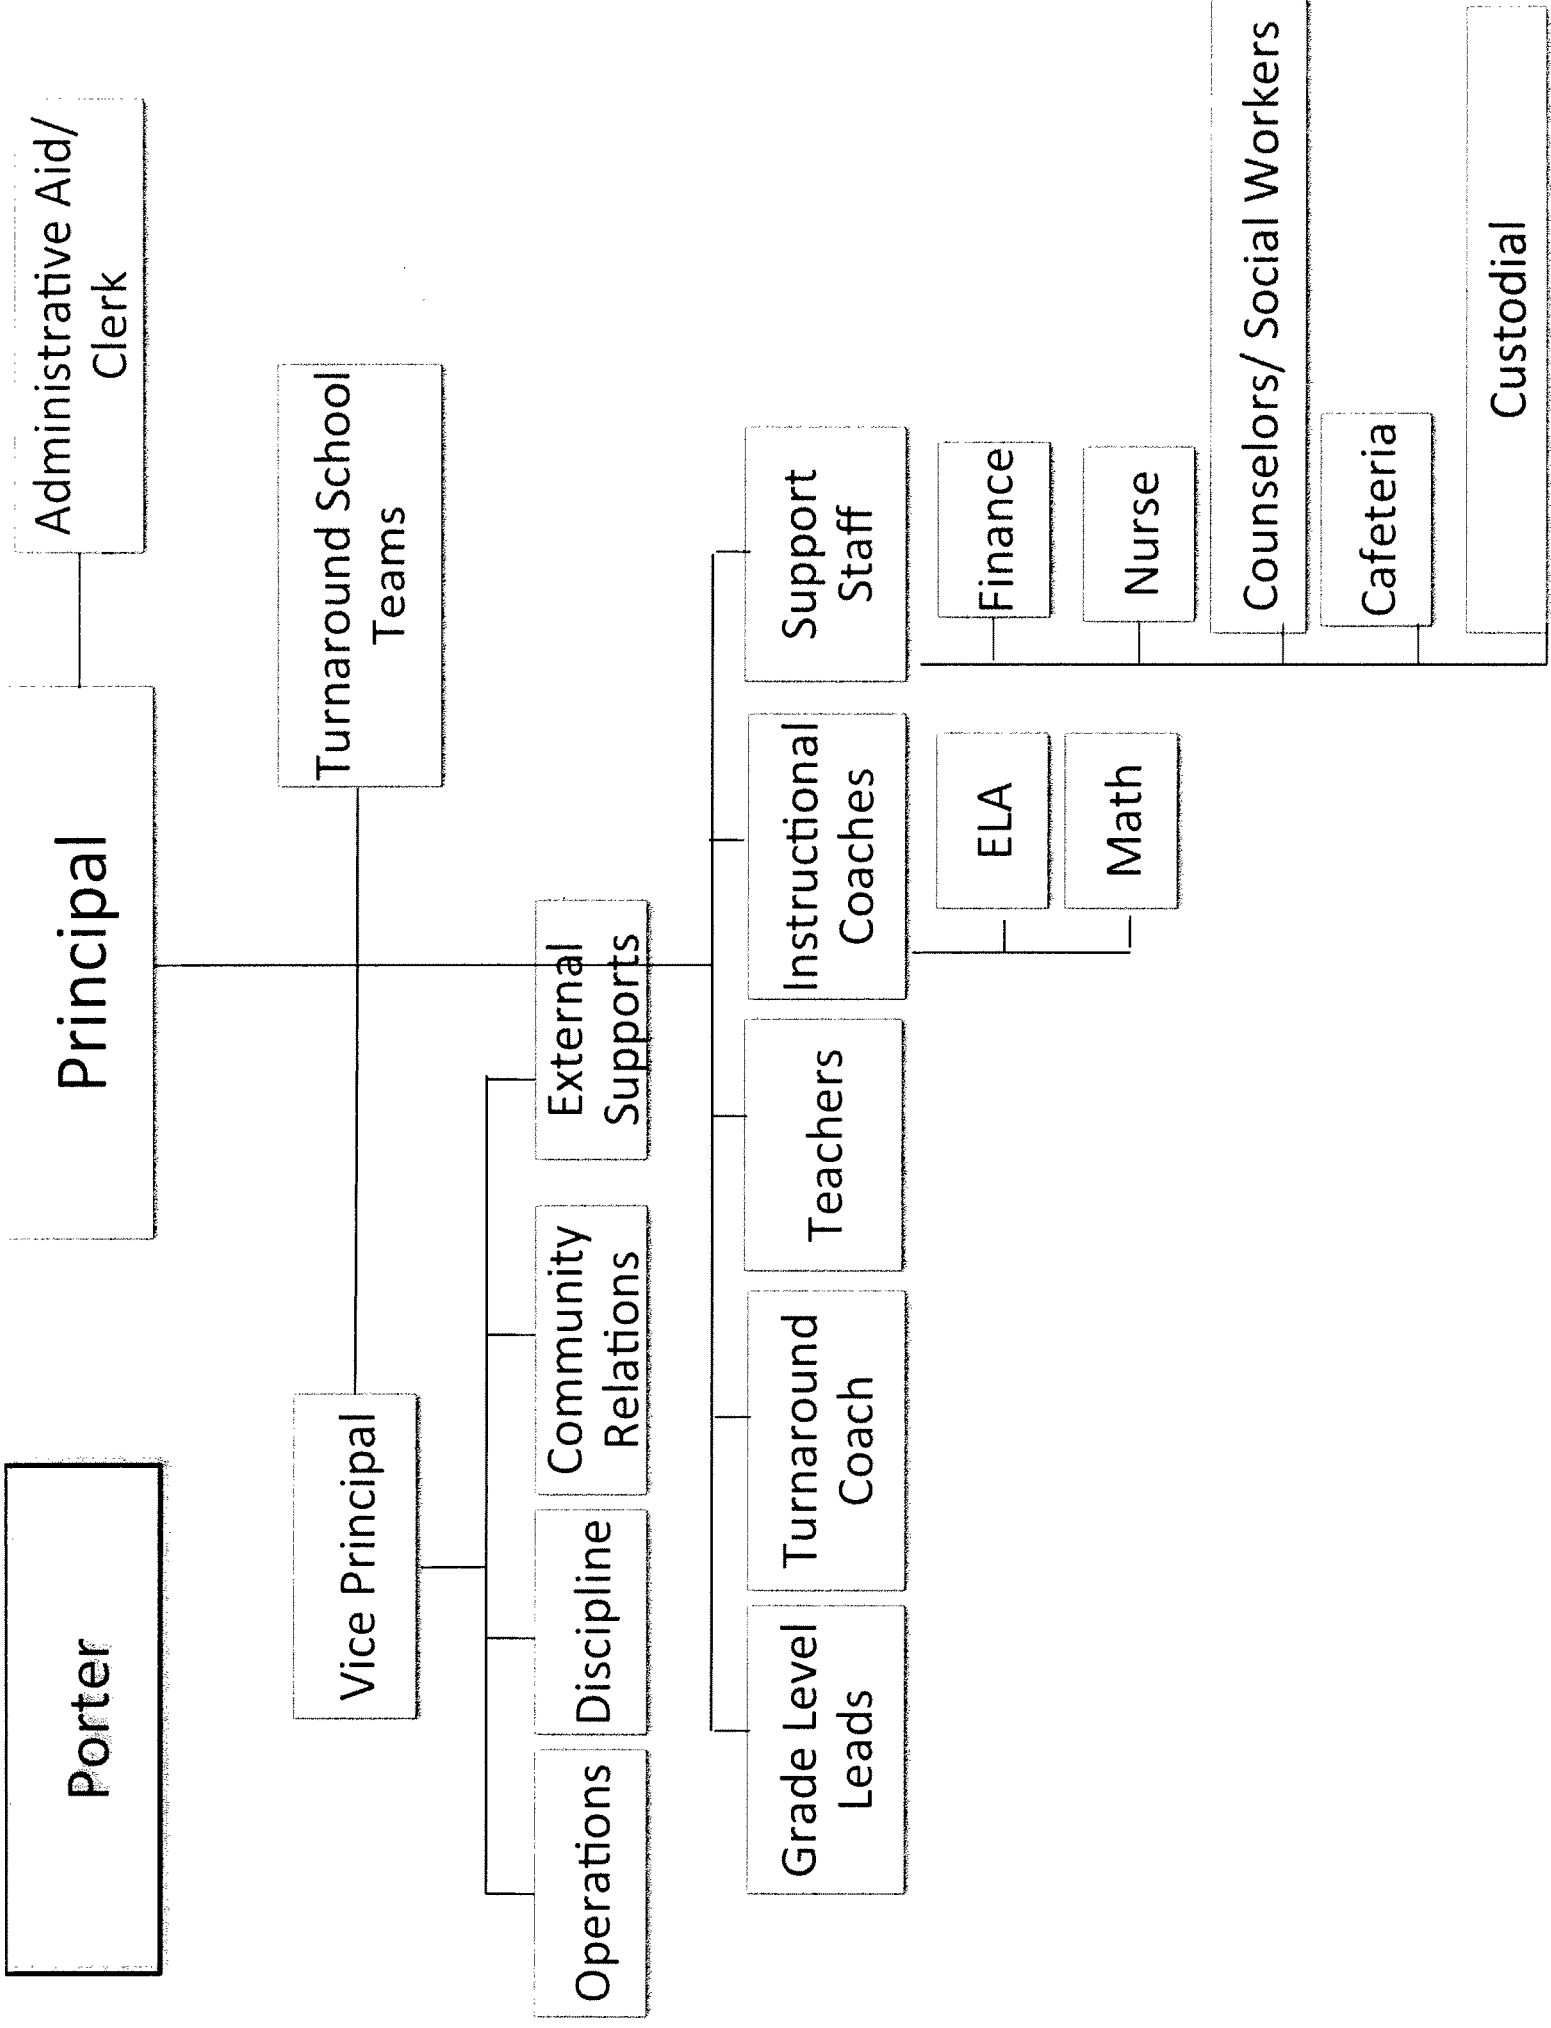 Porter
Principal
Administrative Aid/
Clerk
Vice Principal
Turnaround School
Teams
Operations
Discipline
Community
Relations
External
Supports
Grade Level
Leads
Turnaround
Coach
Teachers
Instructional
Coaches
Support
Staff
ELA
Math
Finance
Nurse
Counselors/ Social Workers
Cafeteria
Custodial